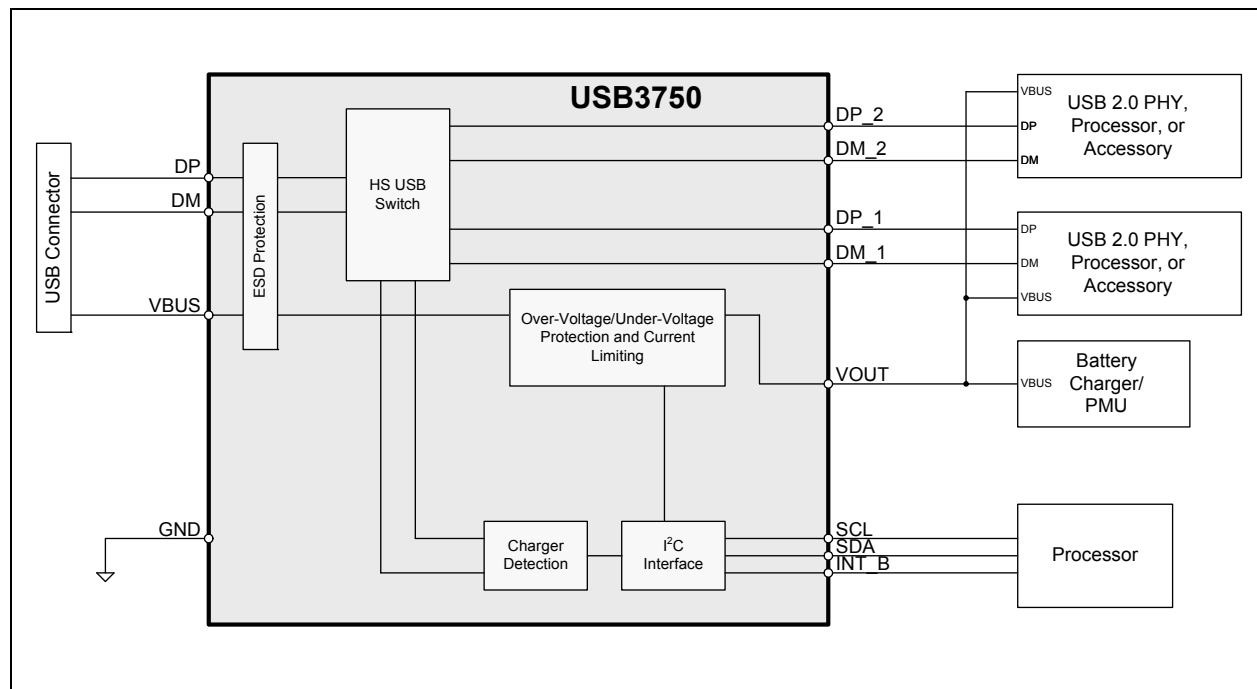 USB3750
USB Connector
DP
DM
VBUS
GND
ESD Protection
HS USB
Switch
Over-Voltage/Under-Voltage
Protection and Current
Limiting
Charger
Detection
I²C
Interface
DP_2
DM_2
DP_1
DM_1
VOUT
SCL
SDA
INT_B
VBUS
DP
DM
USB 2.0 PHY,
Processor, or
Accessory
DP
DM
VBUS
USB 2.0 PHY,
Processor, or
Accessory
VBUS
Battery
Charger/
PMU
Processor